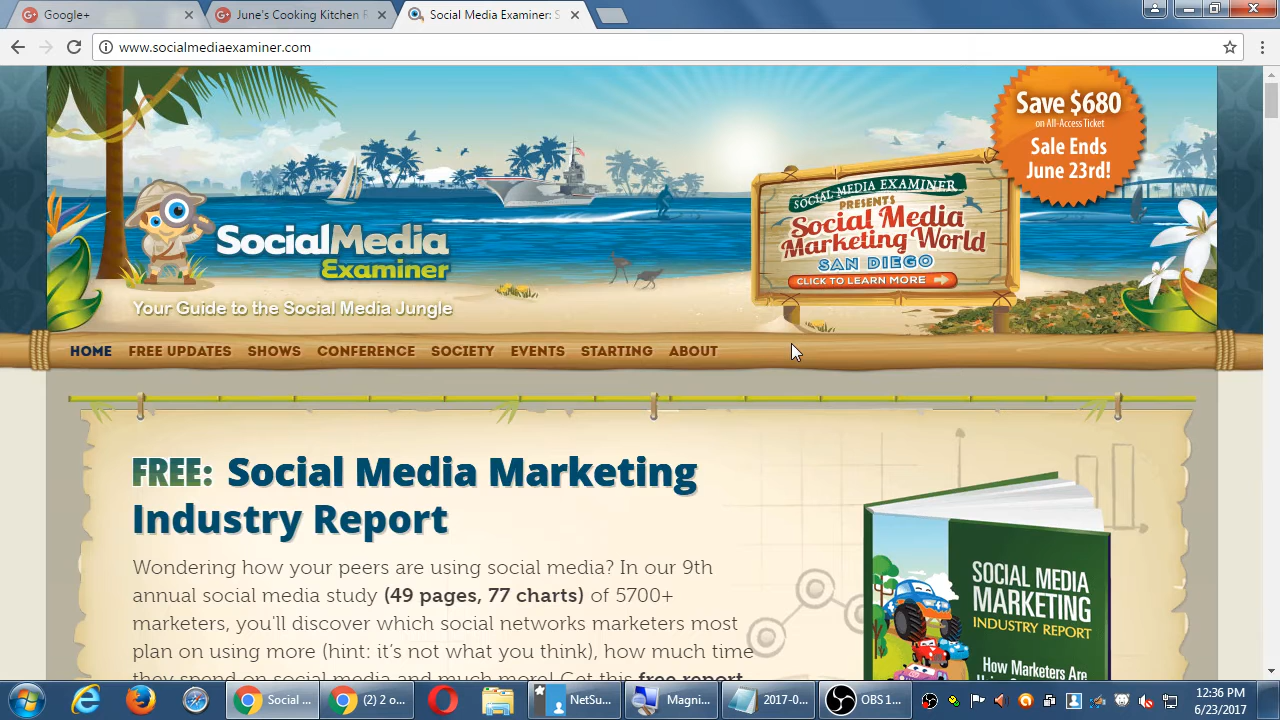 Google+
June's Cooking Kitchen
Social Media Examiner: S
www.socialmediaexaminer.com
Save $680
on All-Access Ticket
Sale Ends
June 23rd!
SOCIAL MEDIA EXAMINER
PRESENTS
Social Media
Marketing World
SAN DIEGO
CLICK TO LEARN MORE
SocialMedia
Examiner
Your Guide to the Social Media Jungle
HOME FREE UPDATES SHOWS CONFERENCE SOCIETY EVENTS STARTING ABOUT
FREE: Social Media Marketing
Industry Report
Wondering how your peers are using social media? In our 9th
annual social media study (49 pages, 77 charts) of 5700+
marketers, you'll discover which social networks marketers most
plan on using more (hint: it's not what you think), how much time
they spend on social media and much more! Get this free report
SOCIAL MEDIA
MARKETING
INDUSTRY REPORT
How Marketers Are
Social ...
(2) 2 o...
NetSu...
Magni...
2017-0...
OBS 1...
12:36 PM
6/23/2017